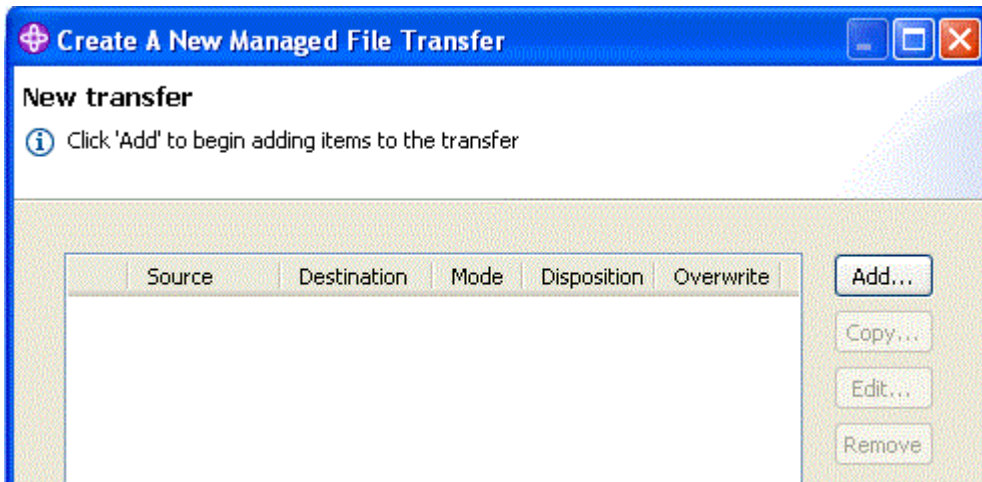 Create A New Managed File Transfer
New transfer
Click 'Add' to begin adding items to the transfer
Source Destination Mode Disposition Overwrite
Add...
Copy...
Edit...
Remove